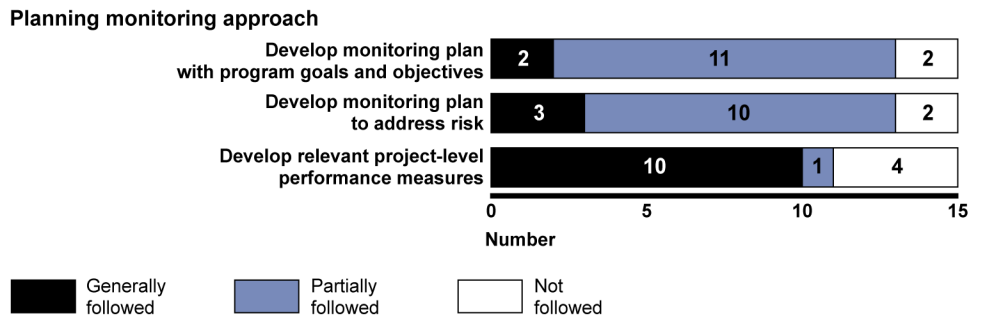 Planning monitoring approach
Develop monitoring plan
with program goals and objectives
2 11 2
Develop monitoring plan
to address risk
3 10 2
Develop relevant project-level
performance measures
10 1 4
0 5 10 15
Number
Generally
followed
Partially
followed
Not
followed